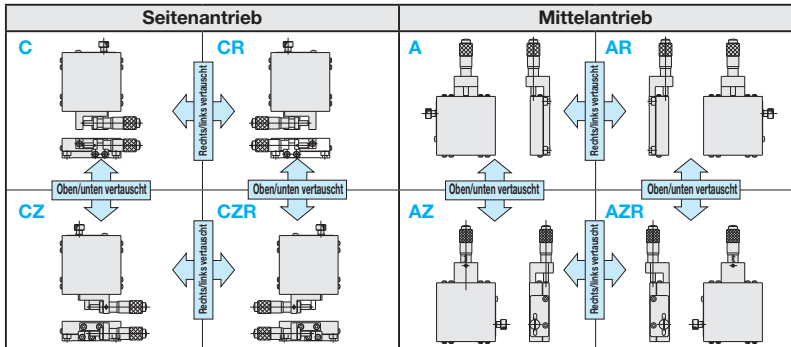 Seitenantrieb
Mittelantrieb
C
CR
A
AR
Rechts/links vertauscht
Rechts/links vertauscht
Oben/unten vertauscht
Oben/unten vertauscht
Oben/unten vertauscht
Oben/unten vertauscht
CZ
CZR
AZ
AZR
Rechts/links vertauscht
Rechts/links vertauscht